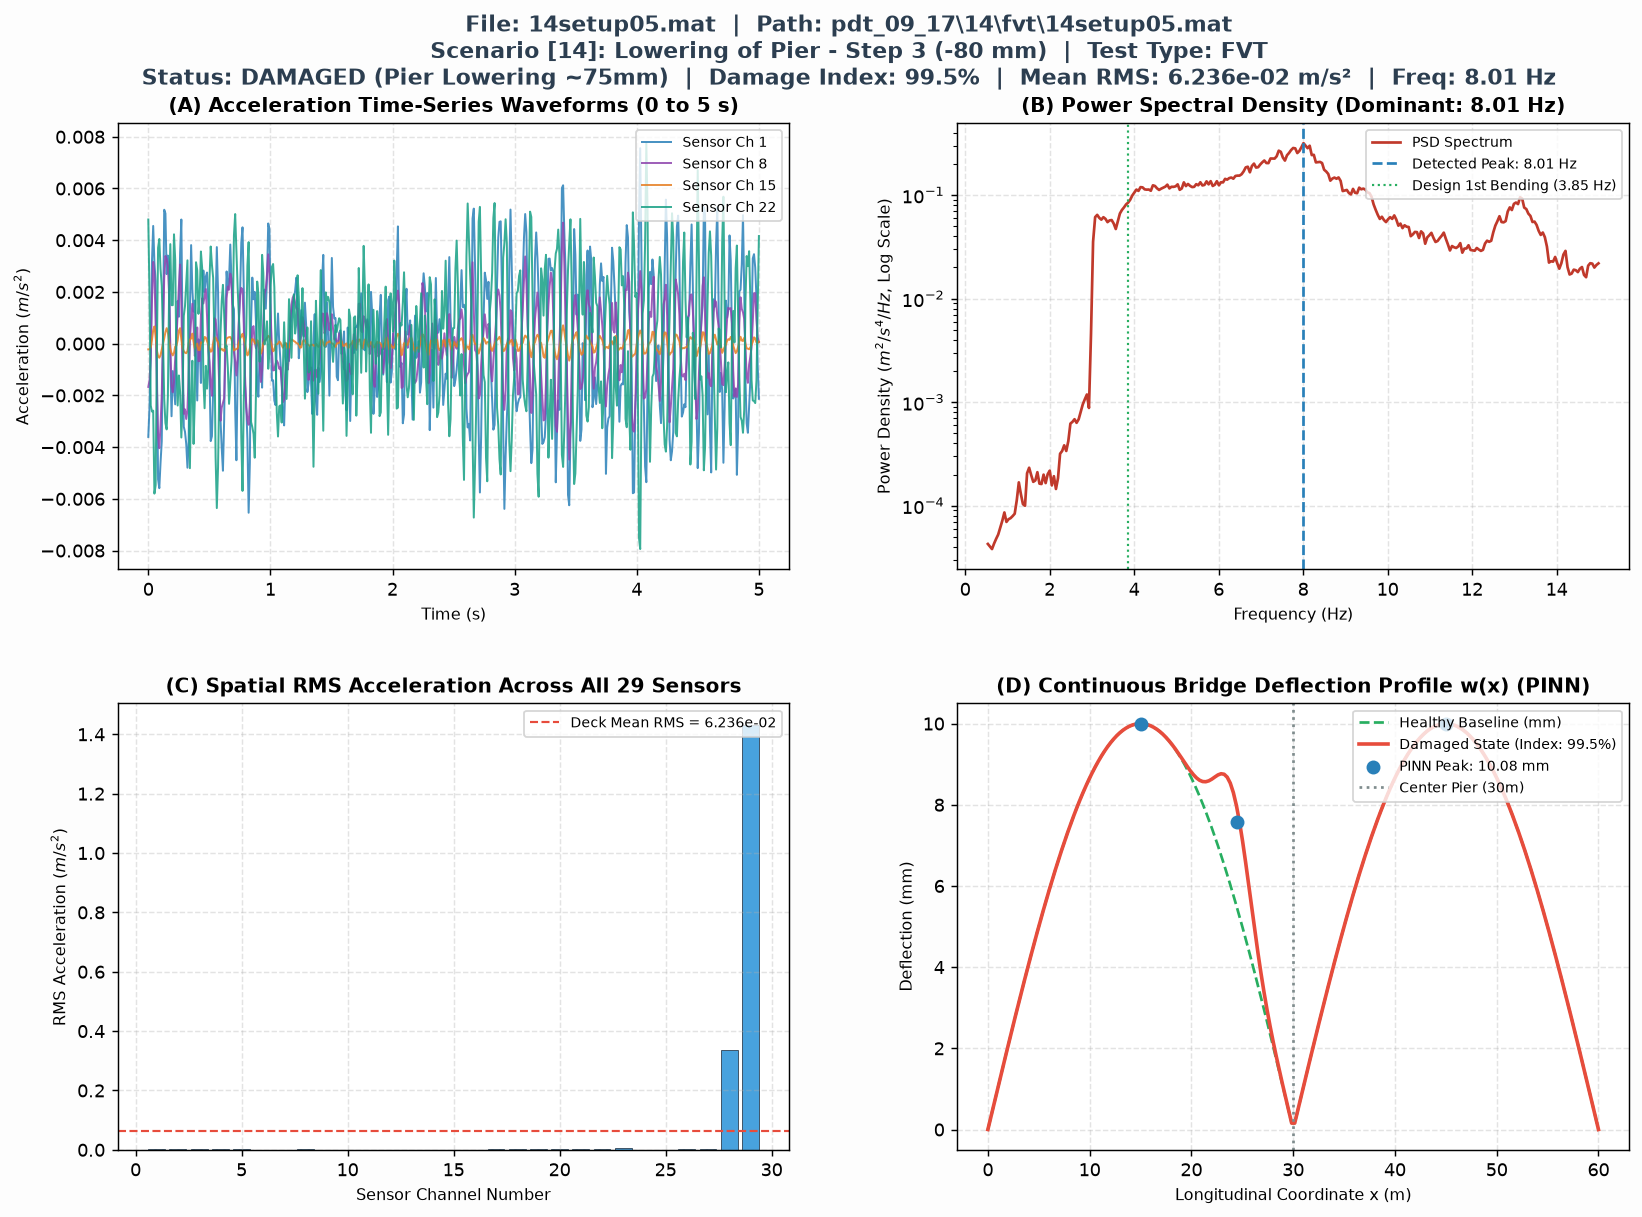 File: 14setup05.mat | Path: pdt_09_17\14\fvt\14setup05.mat
Scenario [14]: Lowering of Pier - Step 3 (-80 mm) | Test Type: FVT
Status: DAMAGED (Pier Lowering ~75mm) | Damage Index: 99.5% | Mean RMS: 6.236e-02 m/s² | Freq: 8.01 Hz
(A) Acceleration Time-Series Waveforms (0 to 5 s)
Sensor Ch 1
Sensor Ch 8
Sensor Ch 15
Sensor Ch 22
0.008
0.006
0.004
0.002
0.000
−0.002
−0.004
−0.006
−0.008
Acceleration (m/s²)
0 1 2 3 4 5
Time (s)
(B) Power Spectral Density (Dominant: 8.01 Hz)
PSD Spectrum
Detected Peak: 8.01 Hz
Design 1st Bending (3.85 Hz)
10⁻¹
10⁻²
10⁻³
10⁻⁴
Power Density (m²/s⁴/Hz, Log Scale)
0 2 4 6 8 10 12 14
Frequency (Hz)
(C) Spatial RMS Acceleration Across All 29 Sensors
Deck Mean RMS = 6.236e-02
1.4
1.2
1.0
0.8
0.6
0.4
0.2
0.0
RMS Acceleration (m/s²)
0 5 10 15 20 25 30
Sensor Channel Number
(D) Continuous Bridge Deflection Profile w(x) (PINN)
Healthy Baseline (mm)
Damaged State (Index: 99.5%)
PINN Peak: 10.08 mm
Center Pier (30m)
10
8
6
4
2
0
Deflection (mm)
0 10 20 30 40 50 60
Longitudinal Coordinate x (m)